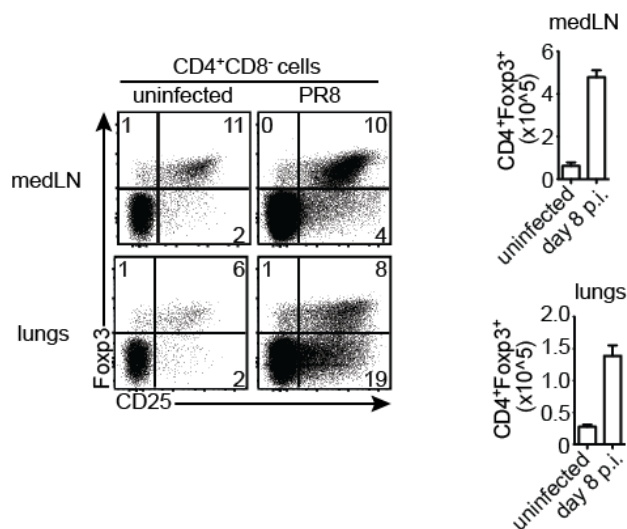 CD4+CD8- cells
uninfected PR8
medLN
1 11
2
0 10
4
lungs
1 6
2
1 8
19
Foxp3
CD25
medLN
CD4+Foxp3+
(x10^5)
6
4
2
0
uninfected
day 8 p.i.
lungs
CD4+Foxp3+
(x10^5)
2.0
1.5
1.0
0.5
0
uninfected
day 8 p.i.